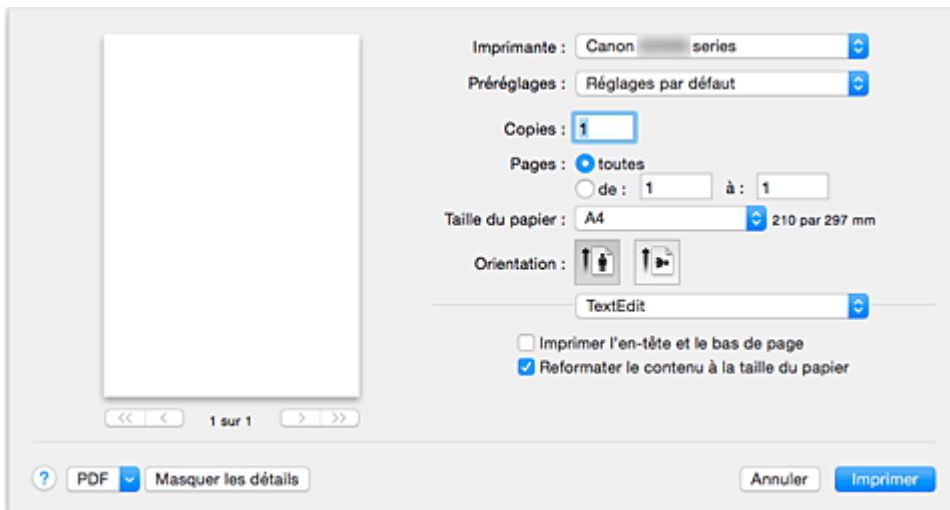 Imprimante : Canon series
Préréglages : Réglages par défaut
Copies : 1
Pages : toutes
de : 1 à : 1
Taille du papier : A4 210 par 297 mm
Orientation :
TextEdit
Imprimer l'en-tête et le bas de page
Reformater le contenu à la taille du papier
<< < 1 sur 1 > >>
? PDF Masquer les détails Annuler Imprimer